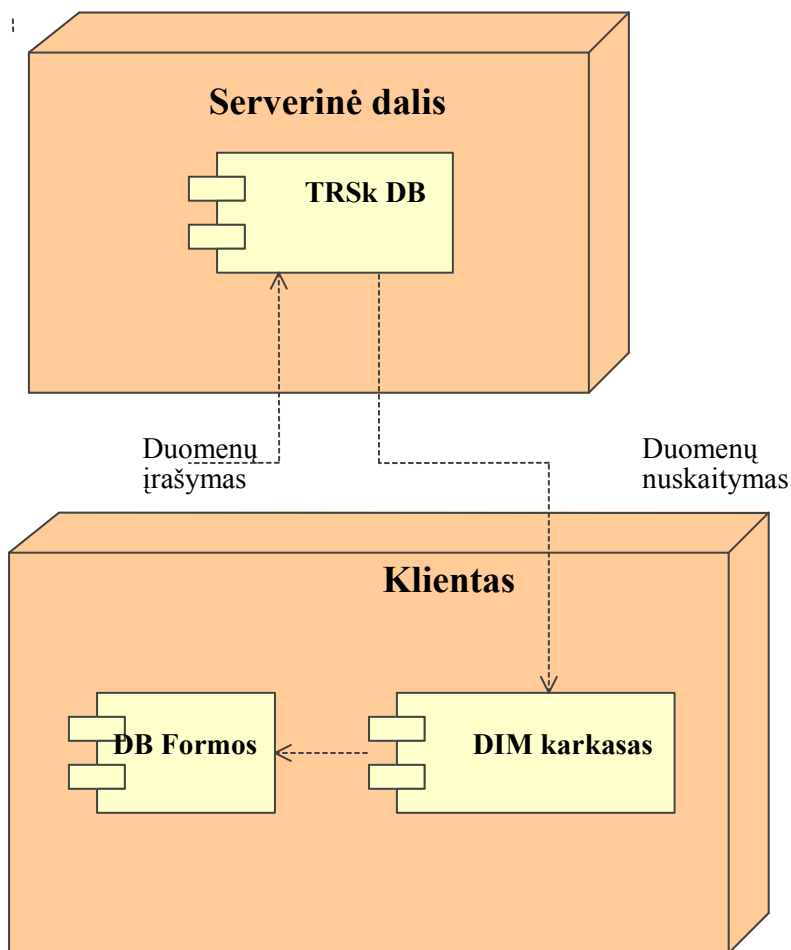 Serverinė dalis
TRSk DB
Duomenų
įrašymas
Duomenų
nuskaitymas
Klientas
DB Formos
DIM karkasas